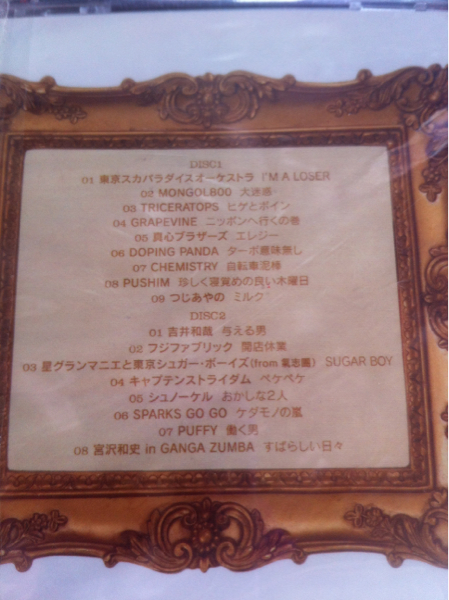 DISC1
01 東京スカパラダイスオーケストラ I'M A LOSER
02 MONGOL800 大迷惑
03 TRICERATOPS ヒゲとボイン
04 GRAPEVINE ニッポンへ行くの巻
05 真心ブラザーズ エレジー
06 DOPING PANDA ターボ意味無し
07 CHEMISTRY 自転車泥棒
08 PUSHIM 珍しく寝覚めの良い木曜日
09 つじあやの ミルク
DISC2
01 吉井和哉 与える男
02 フジファブリック 開店休業
03 星グランマニエと東京シュガー・ボーイズ(from 氣志團) SUGAR BOY
04 キャプテンストライダム ペケペケ
05 シュノーケル おかしな2人
06 SPARKS GO GO ケダモノの嵐
07 PUFFY 働く男
08 宮沢和史 in GANGA ZUMBA すばらしい日々